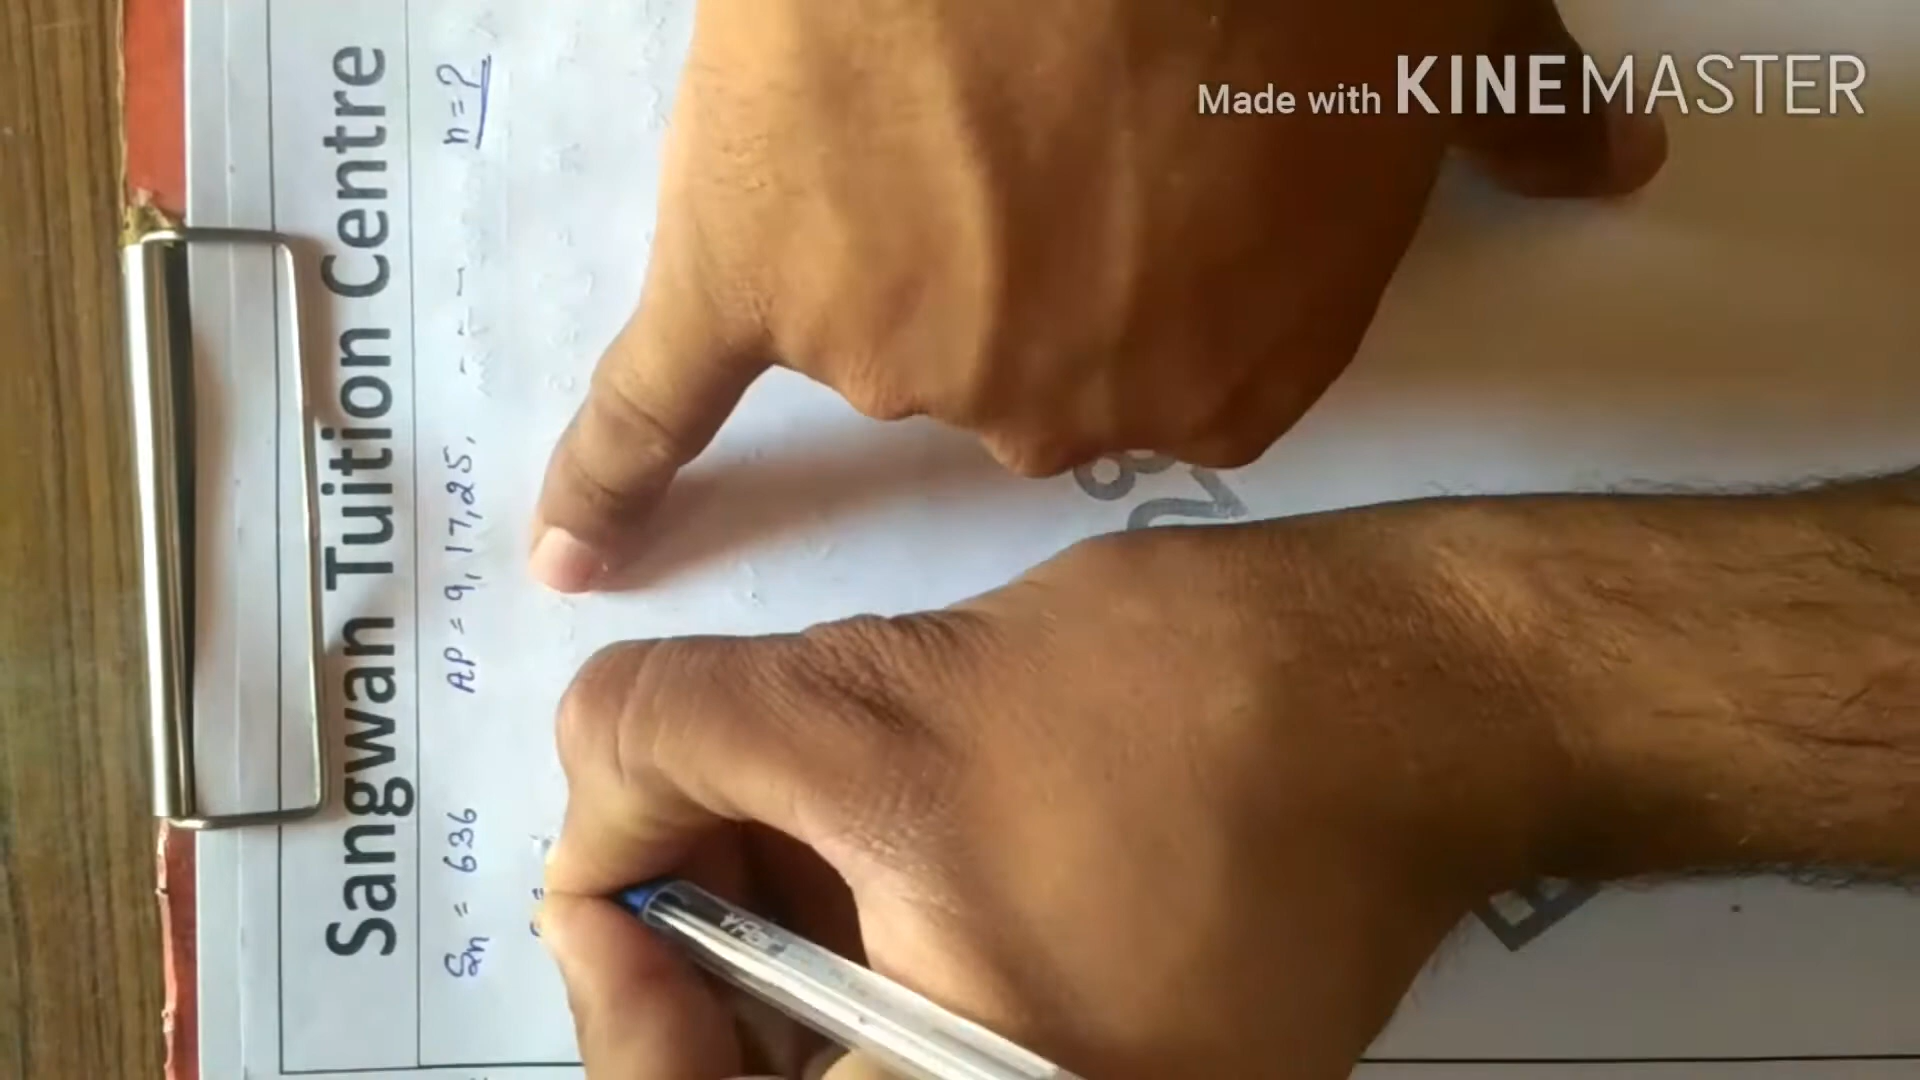 Made with KINEMASTER
Sangwan Tuition Centre
Sn = 636 AP = 9, 17, 25, - - - n = ?